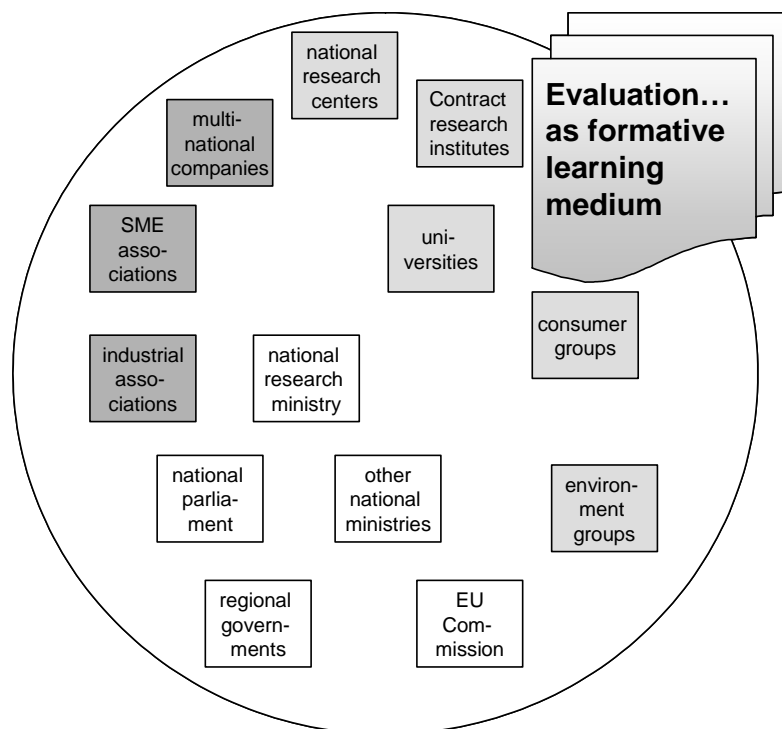 national
research
centers
Contract
research
institutes
Evaluation…
as formative
learning
medium
multi-
national
companies
SME
asso-
ciations
uni-
versities
consumer
groups
industrial
asso-
ciations
national
research
ministry
national
parlia-
ment
other
national
ministries
environ-
ment
groups
regional
govern-
ments
EU
Com-
mission